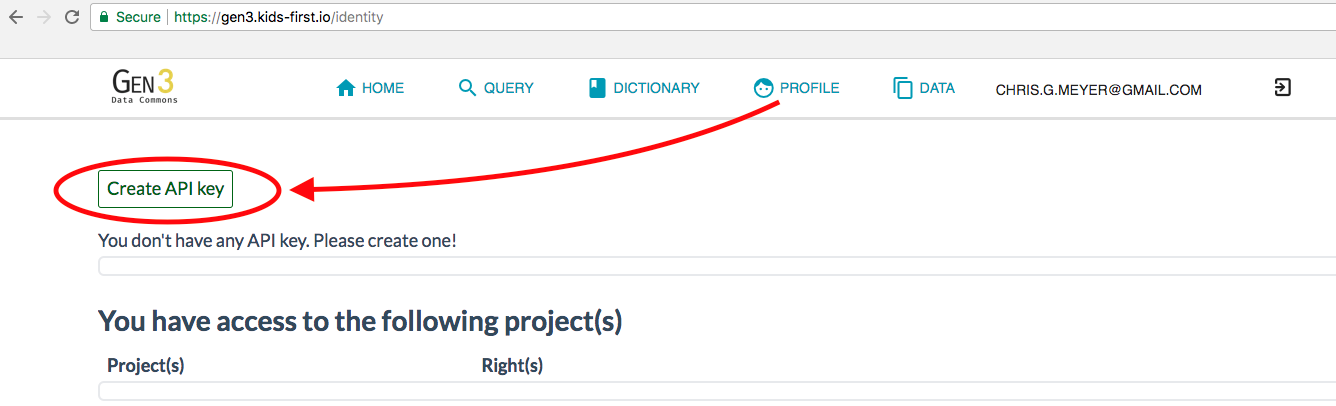 Secure | https://gen3.kids-first.io/identity
GEN 3
Data Commons
HOME
QUERY
DICTIONARY
PROFILE
DATA
CHRIS.G.MEYER@GMAIL.COM
Create API key
You don't have any API key. Please create one!
You have access to the following project(s)
Project(s) Right(s)